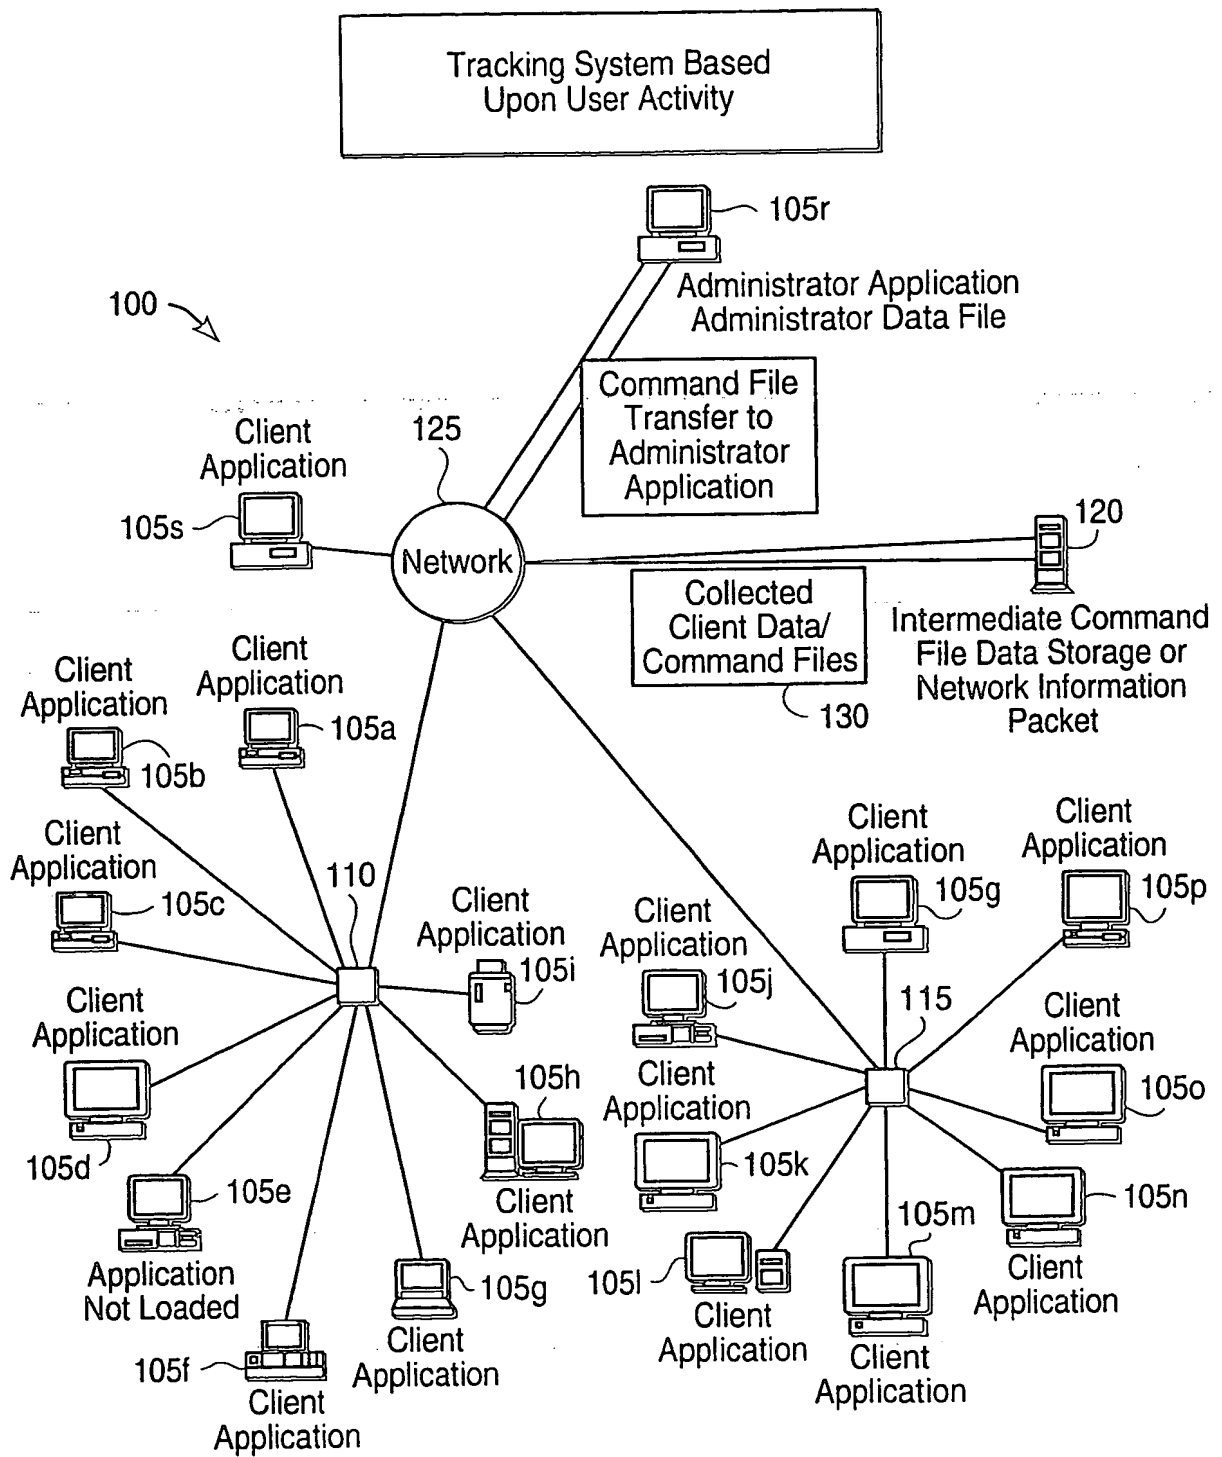 Tracking System Based
Upon User Activity
105r
Administrator Application
Administrator Data File
100
Command File
Transfer to
Administrator
Application
125
Client
Application
105s
Network
120
Collected
Client Data/
Command Files
130
Intermediate Command
File Data Storage or
Network Information
Packet
Client
Application
105a
Client
Application
105b
Client
Application
105c
110
Client
Application
105i
Client
Application
105d
105h
Client
Application
105e
Application
Not Loaded
105g
Client
Application
105f
Client
Application
Client
Application
105g
Client
Application
105p
Client
Application
105j
115
Client
Application
105o
Client
Application
105k
105n
Client
Application
105m
Client
Application
105l
Client
Application